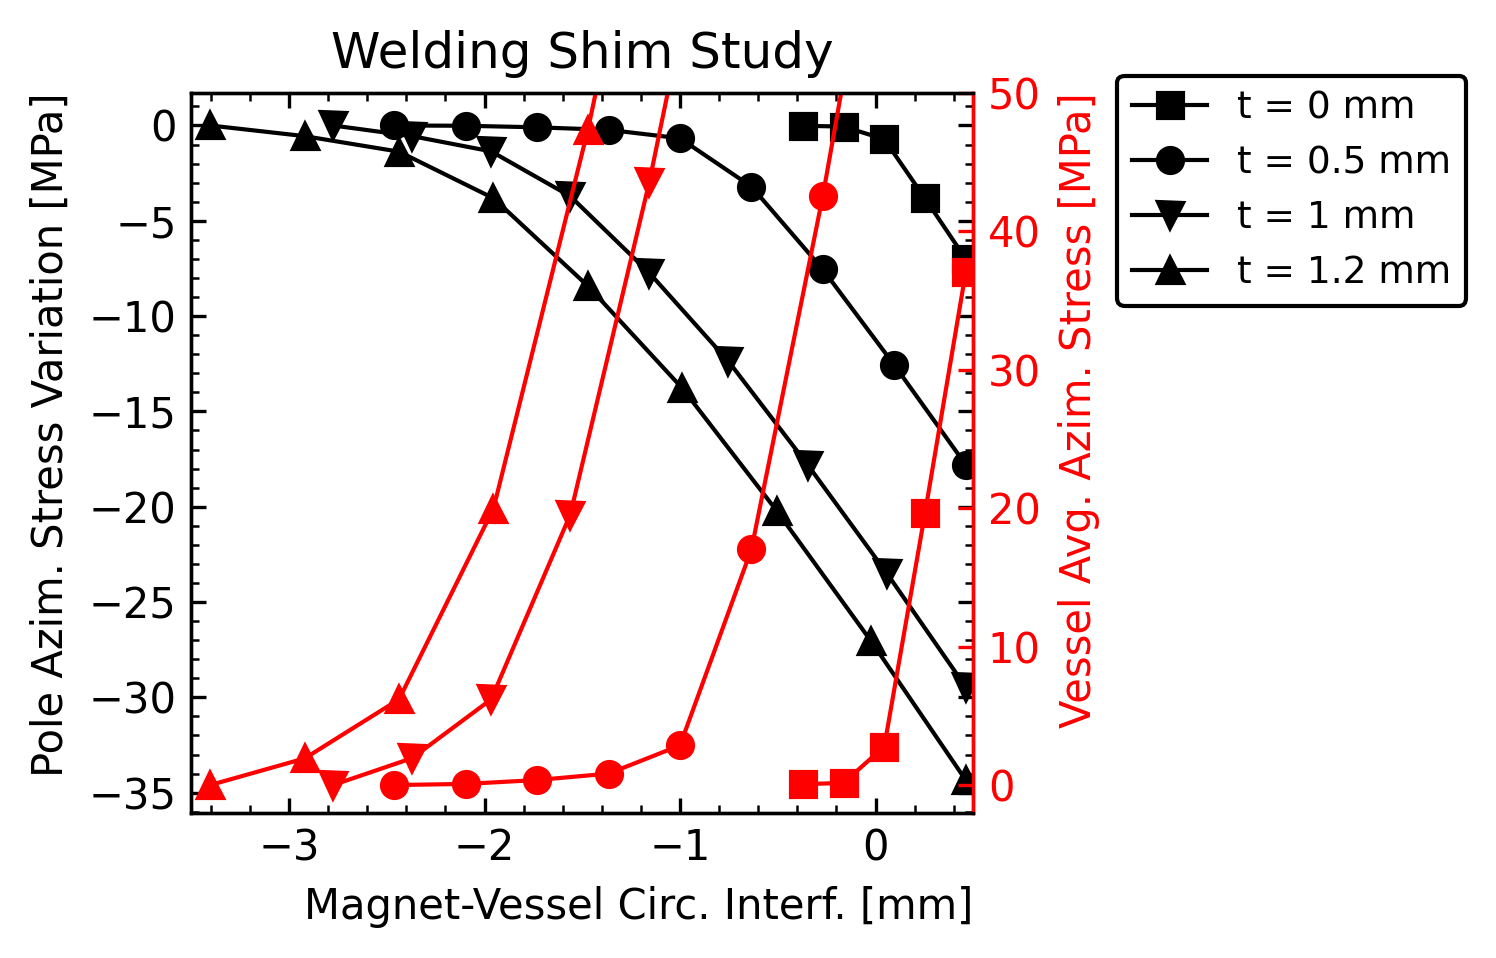 Welding Shim Study
Pole Azim. Stress Variation [MPa]
0
−5
−10
−15
−20
−25
−30
−35
−3
−2
−1
0
Magnet-Vessel Circ. Interf. [mm]
50
40
30
20
10
0
Vessel Avg. Azim. Stress [MPa]
t = 0 mm
t = 0.5 mm
t = 1 mm
t = 1.2 mm